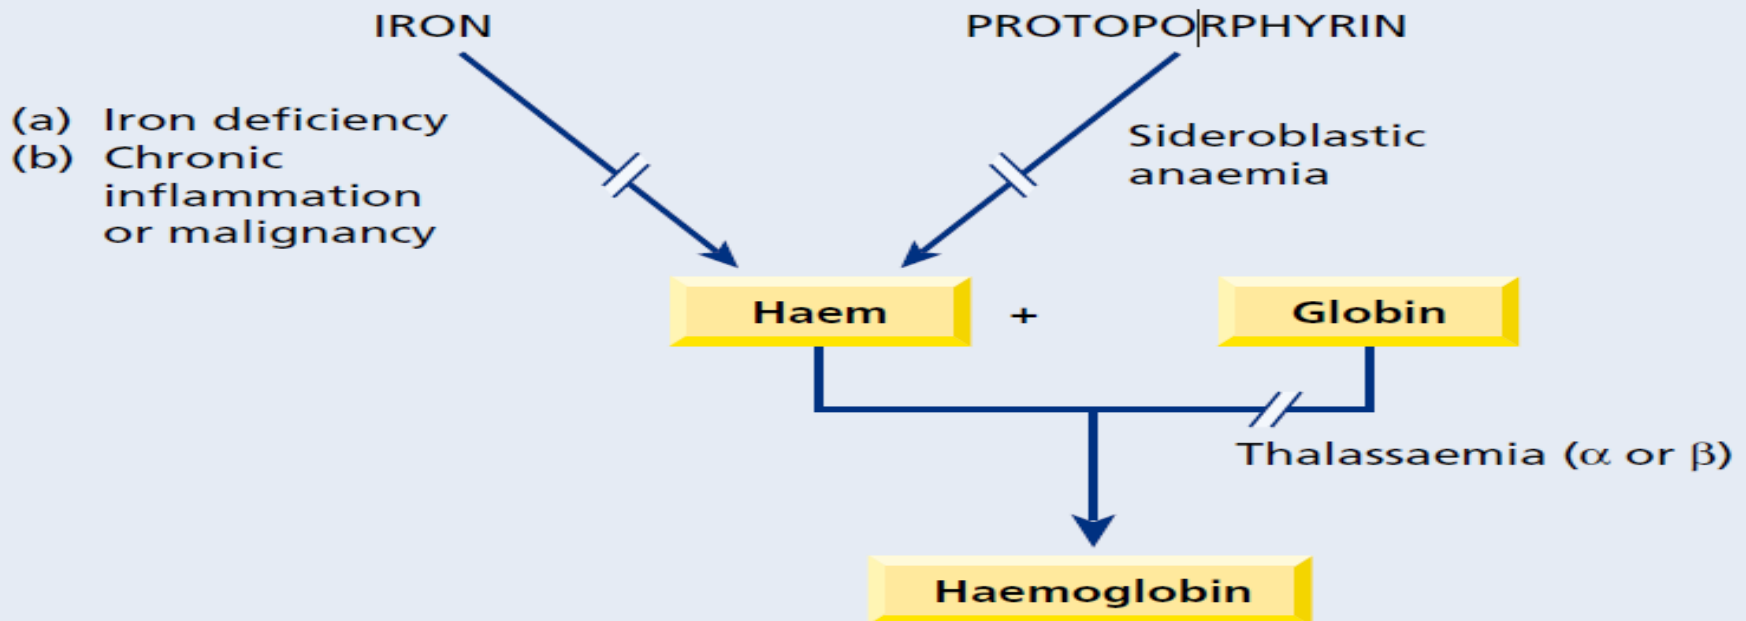 IRON
PROTOPORPHYRIN
(a) Iron deficiency
(b) Chronic
inflammation
or malignancy
Sideroblastic
anaemia
Haem
+
Globin
Thalassaemia (α or β)
Haemoglobin